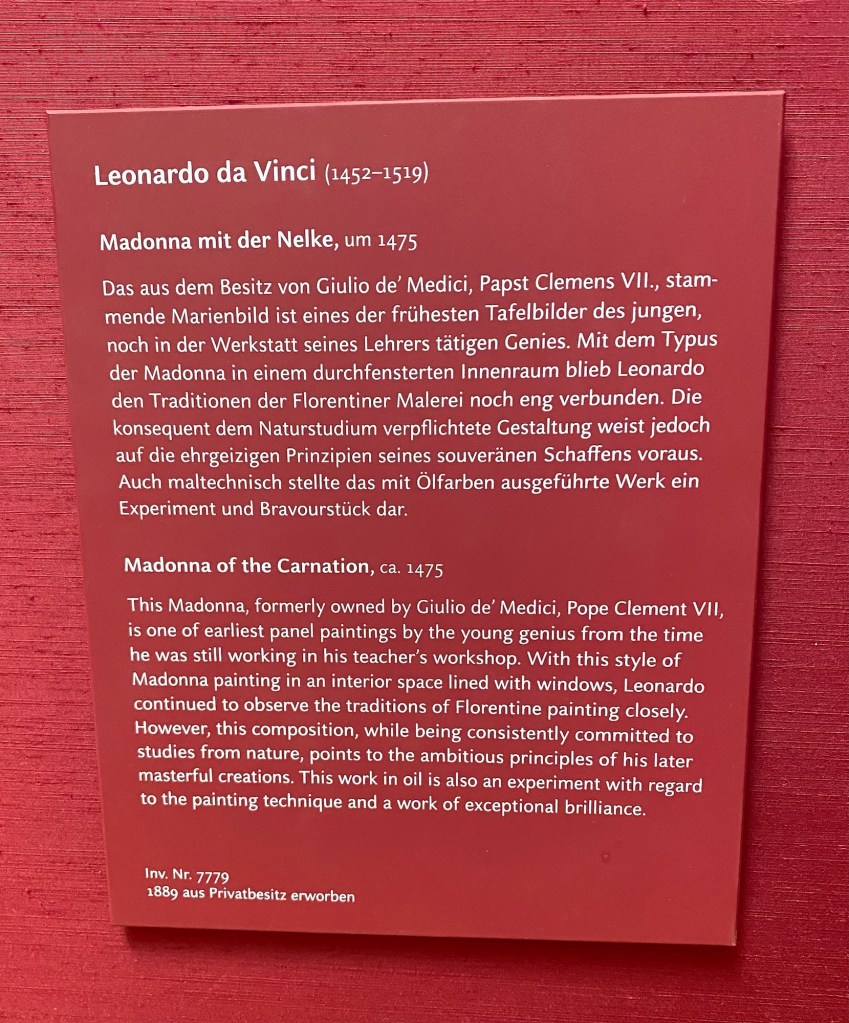 Leonardo da Vinci (1452–1519)
Madonna mit der Nelke, um 1475
Das aus dem Besitz von Giulio de’ Medici, Papst Clemens VII., stam-
mende Marienbild ist eines der frühesten Tafelbilder des jungen,
noch in der Werkstatt seines Lehrers tätigen Genies. Mit dem Typus
der Madonna in einem durchfensterten Innenraum blieb Leonardo
den Traditionen der Florentiner Malerei noch eng verbunden. Die
konsequent dem Naturstudium verpflichtete Gestaltung weist jedoch
auf die ehrgeizigen Prinzipien seines souveränen Schaffens voraus.
Auch maltechnisch stellte das mit Ölfarben ausgeführte Werk ein
Experiment und Bravourstück dar.
Madonna of the Carnation, ca. 1475
This Madonna, formerly owned by Giulio de’ Medici, Pope Clement VII,
is one of earliest panel paintings by the young genius from the time
he was still working in his teacher’s workshop. With this style of
Madonna painting in an interior space lined with windows, Leonardo
continued to observe the traditions of Florentine painting closely.
However, this composition, while being consistently committed to
studies from nature, points to the ambitious principles of his later
masterful creations. This work in oil is also an experiment with regard
to the painting technique and a work of exceptional brilliance.
Inv. Nr. 7779
1889 aus Privatbesitz erworben